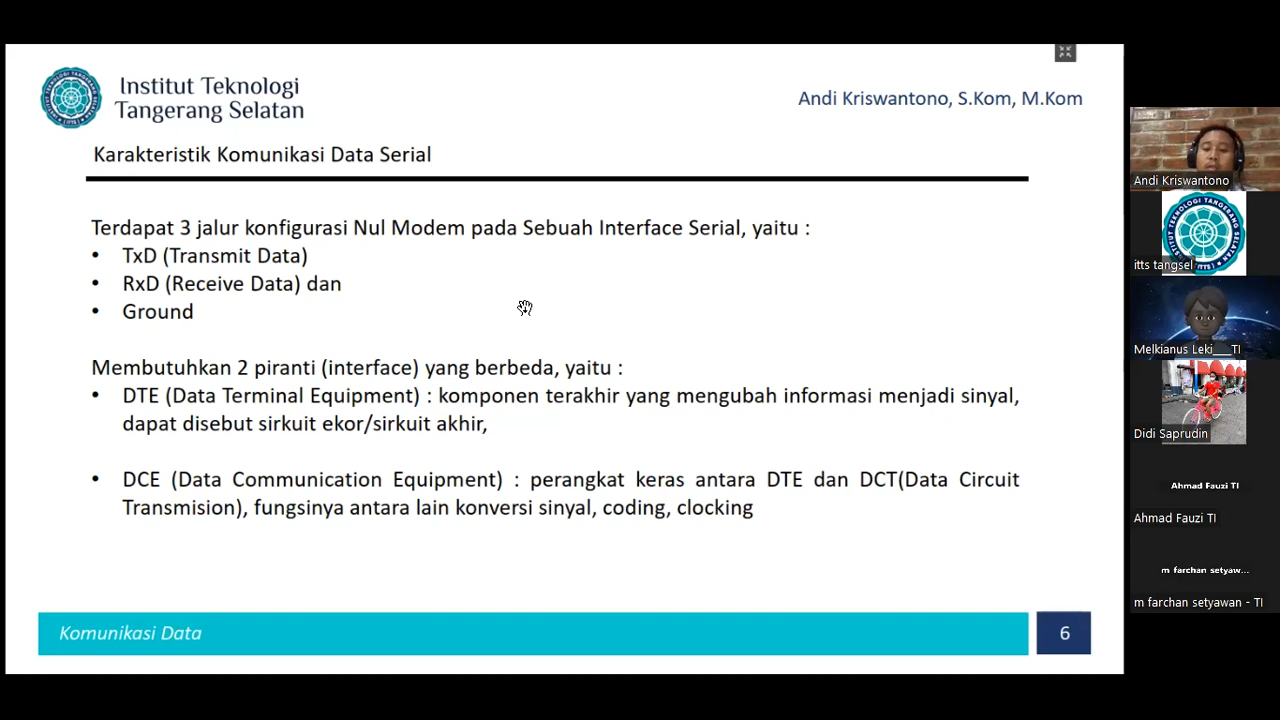 Institut Teknologi
Tangerang Selatan
Andi Kriswantono, S.Kom, M.Kom
Karakteristik Komunikasi Data Serial
Terdapat 3 jalur konfigurasi Nul Modem pada Sebuah Interface Serial, yaitu :
• TxD (Transmit Data)
• RxD (Receive Data) dan
• Ground
Membutuhkan 2 piranti (interface) yang berbeda, yaitu :
• DTE (Data Terminal Equipment) : komponen terakhir yang mengubah informasi menjadi sinyal,
dapat disebut sirkuit ekor/sirkuit akhir,
• DCE (Data Communication Equipment) : perangkat keras antara DTE dan DCT(Data Circuit
Transmision), fungsinya antara lain konversi sinyal, coding, clocking
Komunikasi Data
6
Andi Kriswantono
INSTITUT TEKNOLOGI TANGERANG SELATAN
(ITTS)
itts tangsel
Melkianus Leki___TI
Didi Saprudin
Ahmad Fauzi TI
Ahmad Fauzi TI
m farchan setyaw...
m farchan setyawan - TI